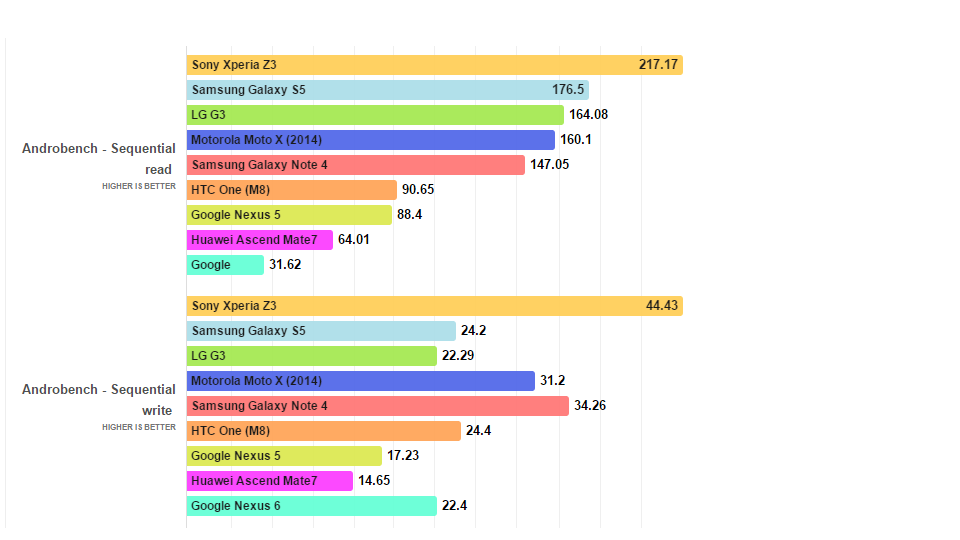 Androbench - Sequential
read
HIGHER IS BETTER
Sony Xperia Z3 217.17
Samsung Galaxy S5 176.5
LG G3 164.08
Motorola Moto X (2014) 160.1
Samsung Galaxy Note 4 147.05
HTC One (M8) 90.65
Google Nexus 5 88.4
Huawei Ascend Mate7 64.01
Google 31.62
Androbench - Sequential
write
HIGHER IS BETTER
Sony Xperia Z3 44.43
Samsung Galaxy S5 24.2
LG G3 22.29
Motorola Moto X (2014) 31.2
Samsung Galaxy Note 4 34.26
HTC One (M8) 24.4
Google Nexus 5 17.23
Huawei Ascend Mate7 14.65
Google Nexus 6 22.4